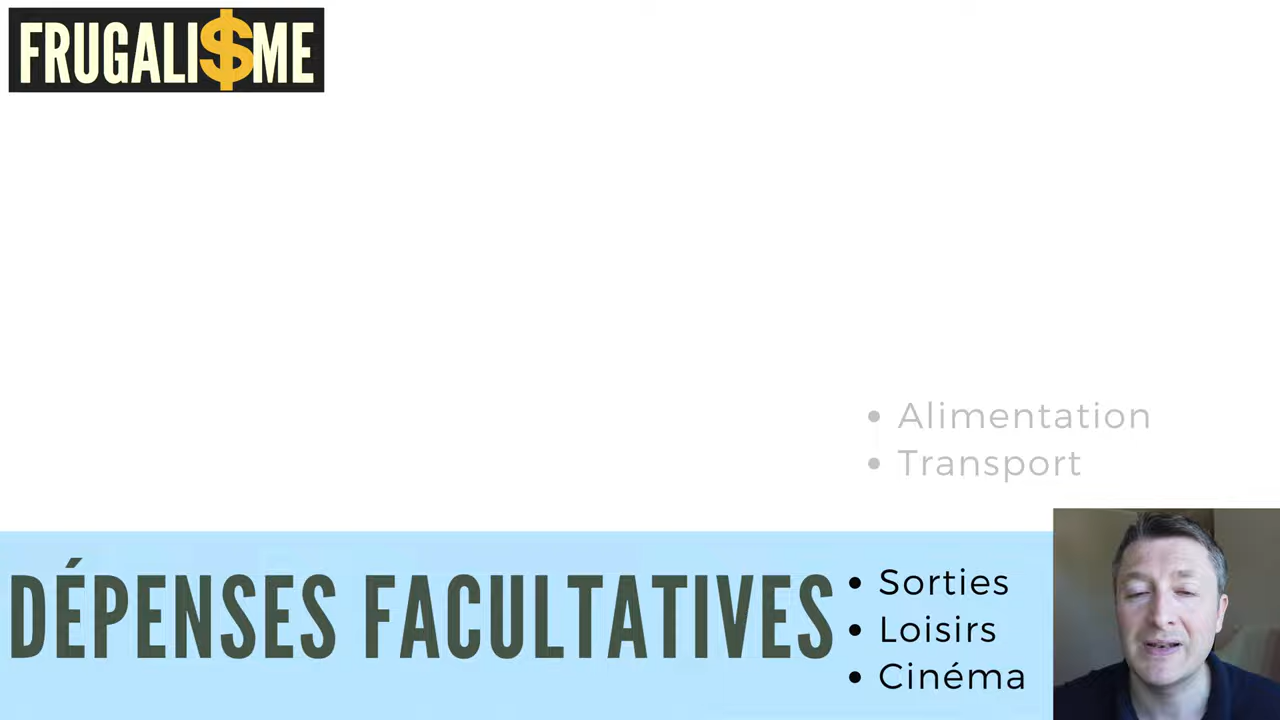 FRUGALI$ME
Alimentation
Transport
DÉPENSES FACULTATIVES
Sorties
Loisirs
Cinéma